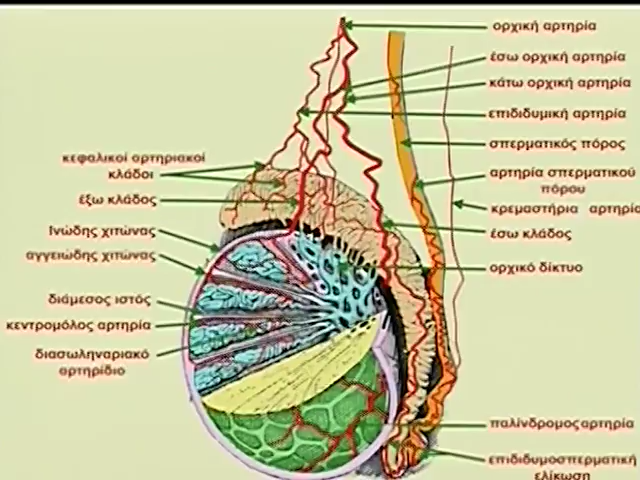 ορχική αρτηρία
έσω ορχική αρτηρία
κάτω ορχική αρτηρία
επιδιδυμική αρτηρία
σπερματικός πόρος
αρτηρία σπερματικού
πόρου
κρεμαστήρια αρτηρία
έσω κλάδος
ορχικό δίκτυο
παλίνδρομος αρτηρία
επιδιδυμοσπερματική
ελίκωση
κεφαλικοί αρτηριακοί
κλάδοι
έξω κλάδος
Ινώδης χιτώνας
αγγειώδης χιτώνας
διάμεσος ιστός
κεντρομόλος αρτηρία
διασωληναριακό
αρτηρίδιο